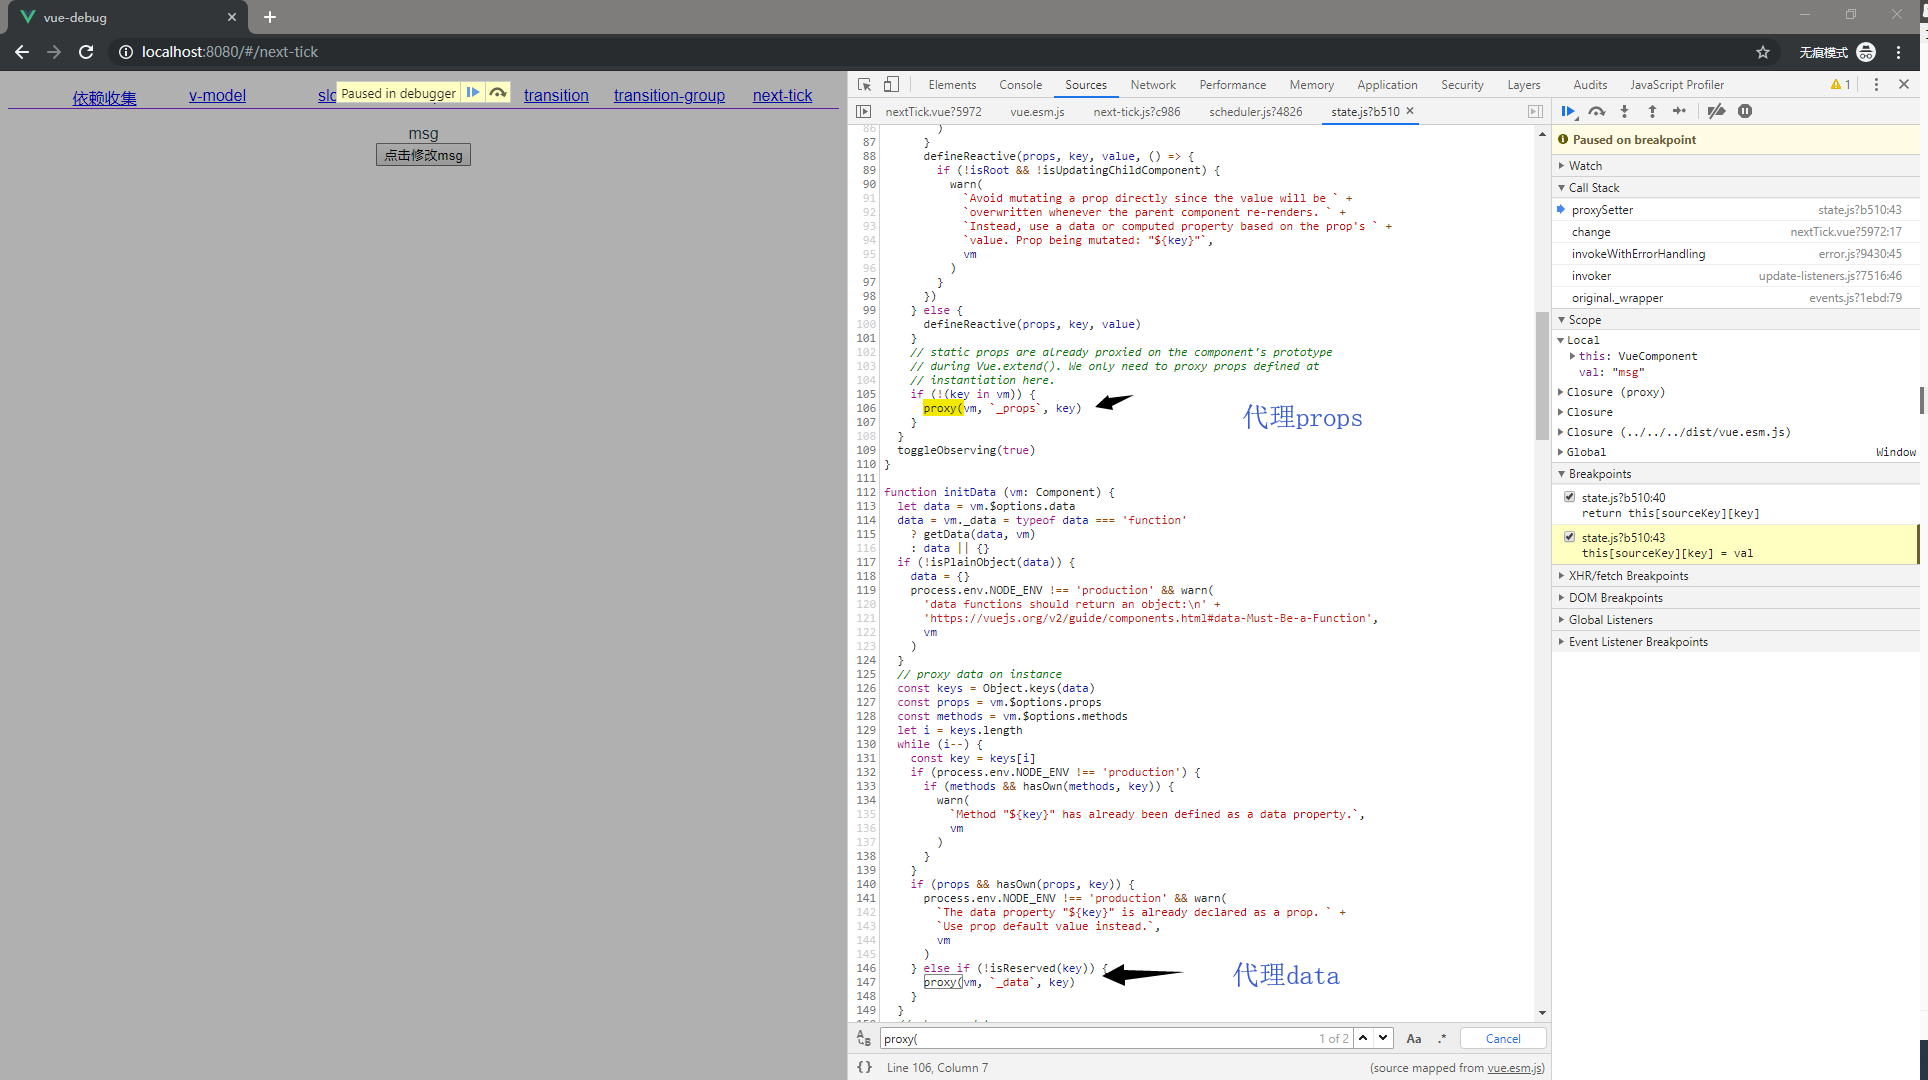 vue-debug
localhost:8080/#/next-tick
无痕模式
依赖收集 v-model slo Paused in debugger transition transition-group next-tick
msg
点击修改msg
Elements Console Sources Network Performance Memory Application Security Layers Audits JavaScript Profiler 1
nextTick.vue?5972 vue.esm.js next-tick.js?c986 scheduler.js?4826 state.js?b510
86 )
87 }
88 defineReactive(props, key, value, () => {
89 if (!isRoot && !isUpdatingChildComponent) {
90 warn(
91 `Avoid mutating a prop directly since the value will be ` +
92 `overwritten whenever the parent component re-renders. ` +
93 `Instead, use a data or computed property based on the prop's ` +
94 `value. Prop being mutated: "${key}"`,
95 vm
96 )
97 }
98 })
99 } else {
100 defineReactive(props, key, value)
101 }
102 // static props are already proxied on the component's prototype
103 // during Vue.extend(). We only need to proxy props defined at
104 // instantiation here.
105 if (!(key in vm)) {
106 proxy(vm, `_props`, key)
代理props
107 }
108 }
109 toggleObserving(true)
110 }
111
112 function initData (vm: Component) {
113 let data = vm.$options.data
114 data = vm._data = typeof data === 'function'
115 ? getData(data, vm)
116 : data || {}
117 if (!isPlainObject(data)) {
118 data = {}
119 process.env.NODE_ENV !== 'production' && warn(
120 'data functions should return an object:\n' +
121 'https://vuejs.org/v2/guide/components.html#data-Must-Be-a-Function',
122 vm
123 )
124 }
125 // proxy data on instance
126 const keys = Object.keys(data)
127 const props = vm.$options.props
128 const methods = vm.$options.methods
129 let i = keys.length
130 while (i--) {
131 const key = keys[i]
132 if (process.env.NODE_ENV !== 'production') {
133 if (methods && hasOwn(methods, key)) {
134 warn(
135 `Method "${key}" has already been defined as a data property.`,
136 vm
137 )
138 }
139 }
140 if (props && hasOwn(props, key)) {
141 process.env.NODE_ENV !== 'production' && warn(
142 `The data property "${key}" is already declared as a prop. ` +
143 `Use prop default value instead.`,
144 vm
145 )
146 } else if (!isReserved(key)) {
147 proxy(vm, `_data`, key)
代理data
148 }
149 }
proxy( 1 of 2 Aa .* Cancel
{} Line 106, Column 7 (source mapped from vue.esm.js)
Paused on breakpoint
Watch
Call Stack
proxySetter state.js?b510:43
change nextTick.vue?5972:17
invokeWithErrorHandling error.js?9430:45
invoker update-listeners.js?7516:46
original._wrapper events.js?1ebd:79
Scope
Local
this: VueComponent
val: "msg"
Closure (proxy)
Closure
Closure (../../../dist/vue.esm.js)
Global Window
Breakpoints
state.js?b510:40
return this[sourceKey][key]
state.js?b510:43
this[sourceKey][key] = val
XHR/fetch Breakpoints
DOM Breakpoints
Global Listeners
Event Listener Breakpoints